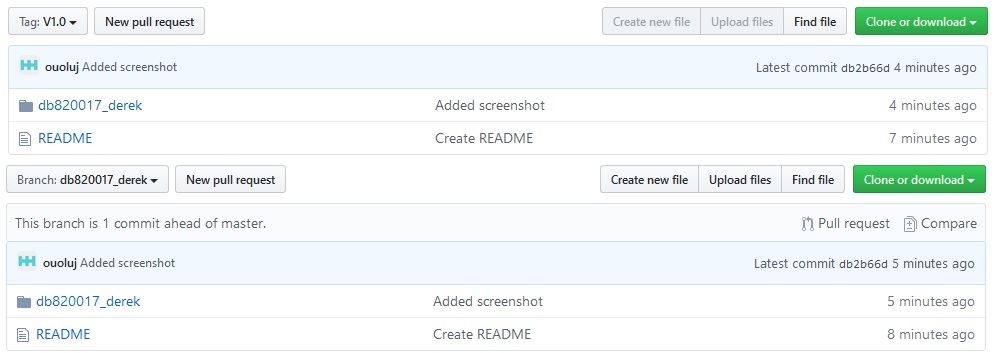 Tag: V1.0 New pull request Create new file Upload files Find file Clone or download
ouoluj Added screenshot Latest commit db2b66d 4 minutes ago
db820017_derek Added screenshot 4 minutes ago
README Create README 7 minutes ago
Branch: db820017_derek New pull request Create new file Upload files Find file Clone or download
This branch is 1 commit ahead of master. Pull request Compare
ouoluj Added screenshot Latest commit db2b66d 5 minutes ago
db820017_derek Added screenshot 5 minutes ago
README Create README 8 minutes ago